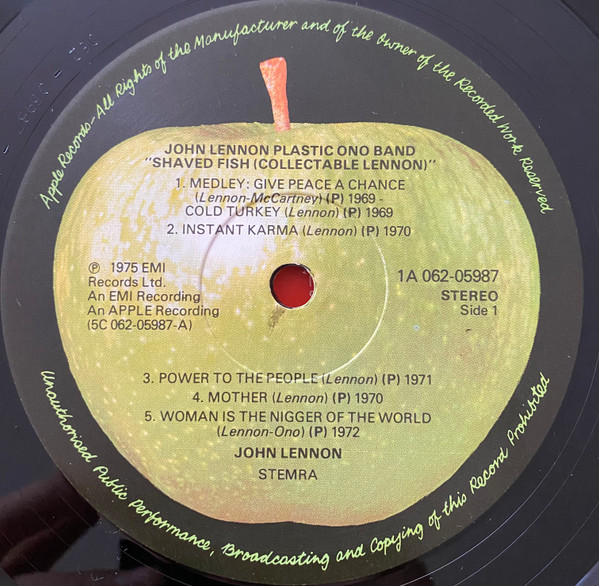 Apple Records-All Rights of the Manufacturer and of the Owner of the Recorded Work Reserved
JOHN LENNON PLASTIC ONO BAND
"SHAVED FISH (COLLECTABLE LENNON)"
1. MEDLEY: GIVE PEACE A CHANCE
(Lennon-McCartney) (P) 1969 -
COLD TURKEY (Lennon) (P) 1969
2. INSTANT KARMA (Lennon) (P) 1970
℗ 1975 EMI
Records Ltd.
An EMI Recording
An APPLE Recording
(5C 062-05987-A)
1A 062-05987
STEREO
Side 1
3. POWER TO THE PEOPLE (Lennon) (P) 1971
4. MOTHER (Lennon) (P) 1970
5. WOMAN IS THE NIGGER OF THE WORLD
(Lennon-Ono) (P) 1972
JOHN LENNON
STEMRA
Unauthorised Public Performance, Broadcasting and Copying of this Record Prohibited